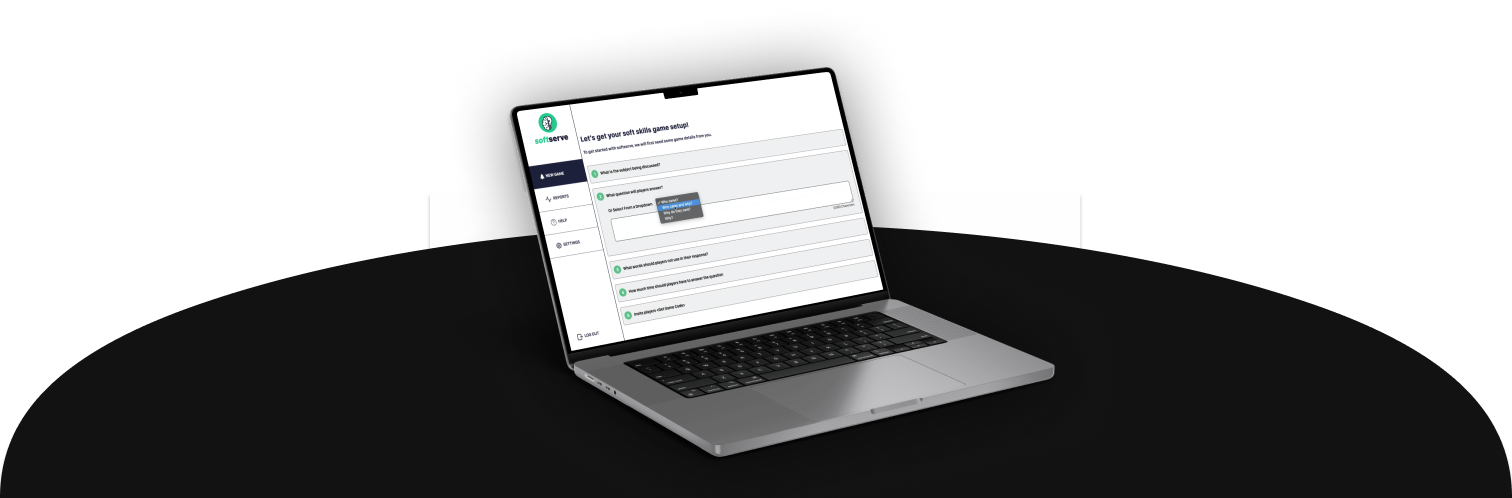 softserve
NEW GAME
REPORTS
HELP
SETTINGS
LOG OUT
Let's get your soft skills game setup!
To get started with softserve, we will first need some game details from you.
1 What is the subject being discussed?
2 What question will players answer?
Or Select From a Dropdown
✓ Who cares?
Who cares and why?
Why do they care?
Why?
3 What words should players not use in their response?
4 How much time should players have to answer the question
5 Invite players <Get Game Code>